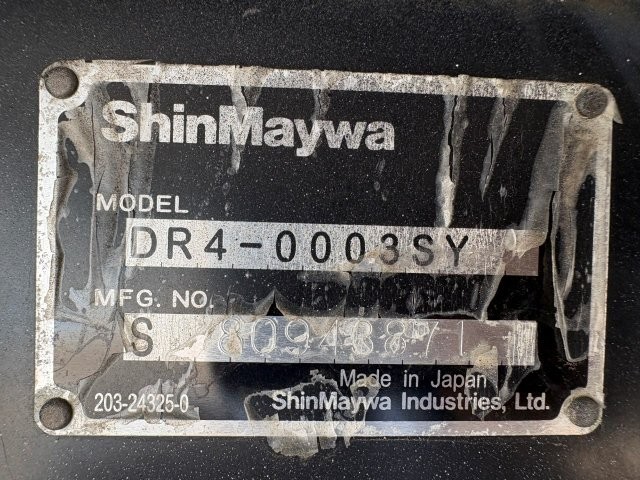 ShinMaywa
MODEL
DR4-0003SY
MFG. NO.
S
Made in Japan
203-24325-0
ShinMaywa Industries, Ltd.